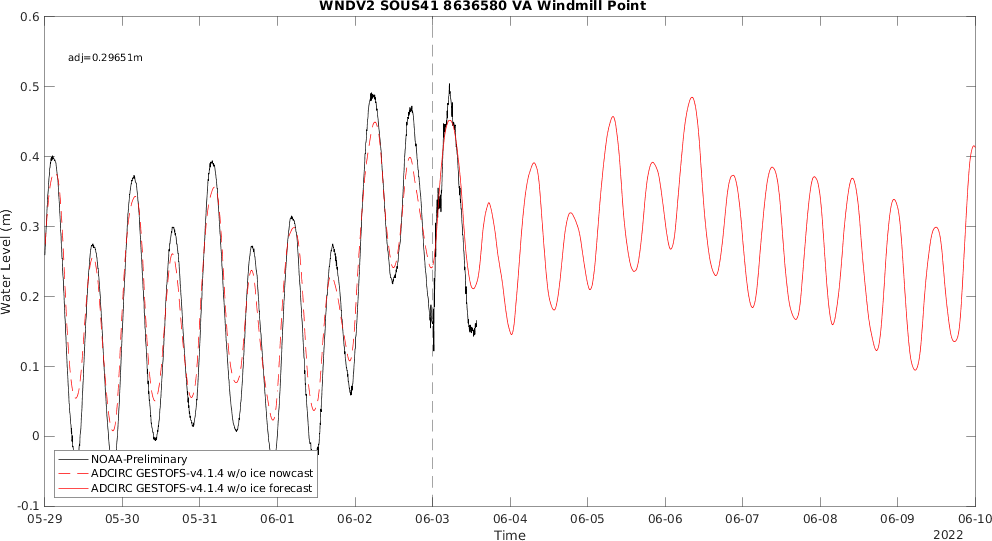 WNDV2 SOUS41 8636580 VA Windmill Point
adj=0.29651m
Water Level (m)
0.6
0.5
0.4
0.3
0.2
0.1
0
-0.1
NOAA-Preliminary
ADCIRC GESTOFS-v4.1.4 w/o ice nowcast
ADCIRC GESTOFS-v4.1.4 w/o ice forecast
05-29 05-30 05-31 06-01 06-02 06-03 06-04 06-05 06-06 06-07 06-08 06-09 06-10
Time
2022